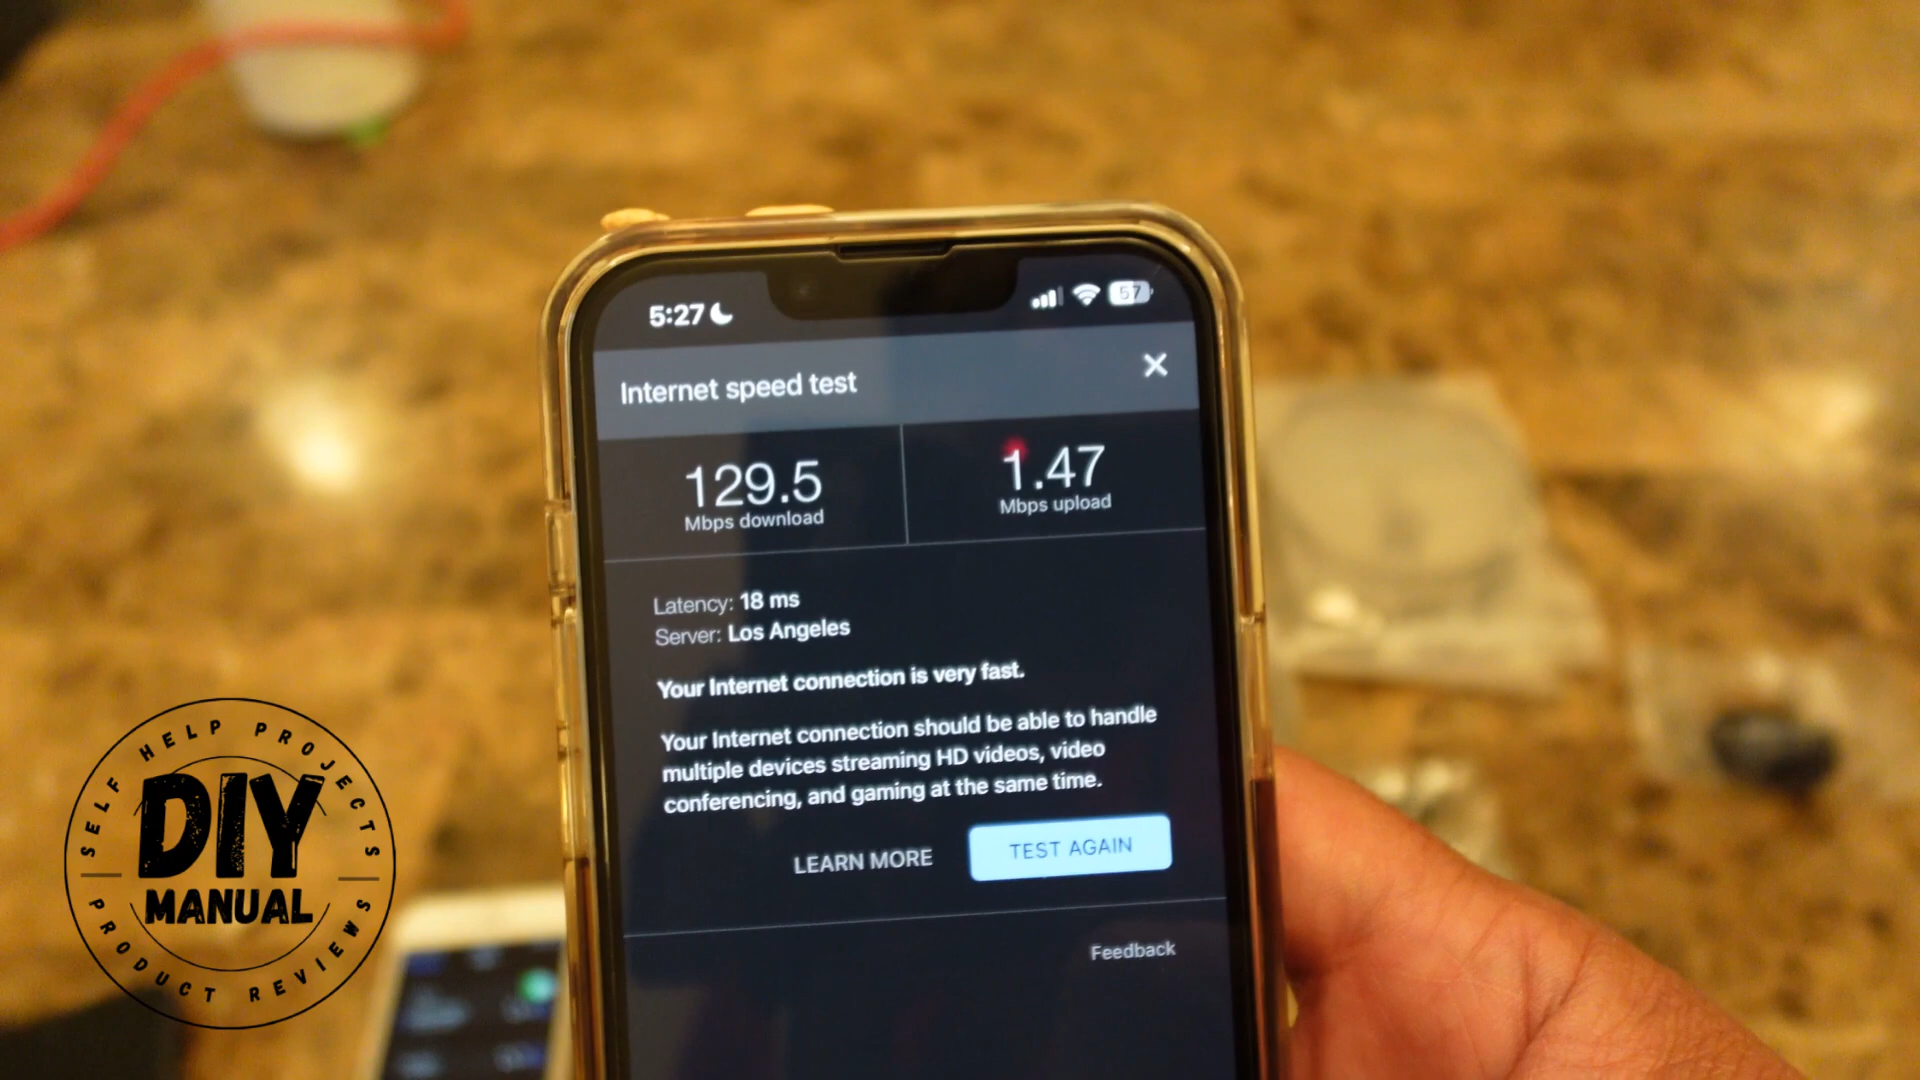 5:27
57
Internet speed test
129.5
Mbps download
1.47
Mbps upload
Latency: 18 ms
Server: Los Angeles
Your Internet connection is very fast.
Your Internet connection should be able to handle
multiple devices streaming HD videos, video
conferencing, and gaming at the same time.
LEARN MORE
TEST AGAIN
Feedback
SELF HELP PROJECTS
DIY
MANUAL
PRODUCT REVIEWS